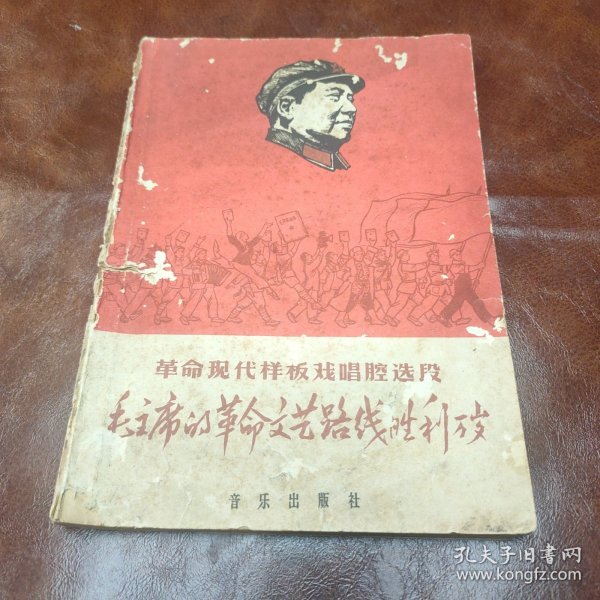 革命现代样板戏唱腔选段
毛主席的革命文艺路线胜利万岁
音乐出版社
孔夫子旧书网
www.kongfz.com